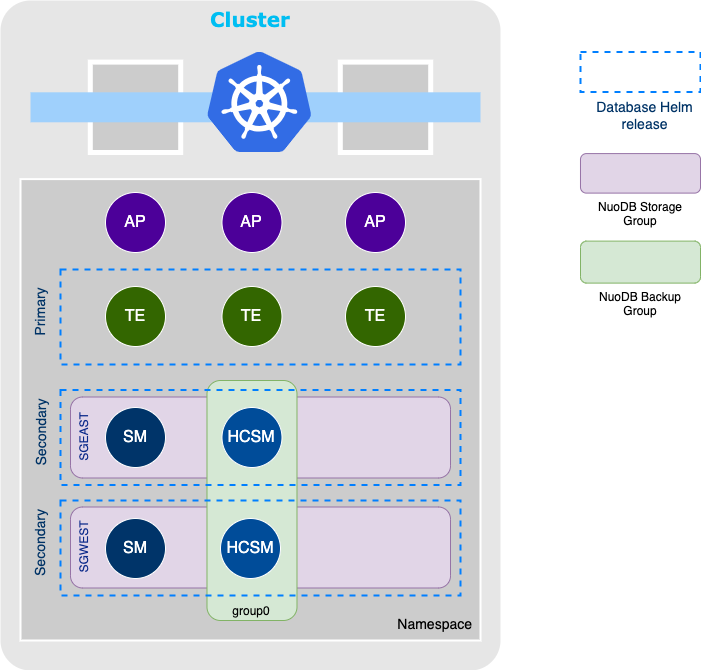 Cluster
Database Helm
release
NuoDB Storage
Group
NuoDB Backup
Group
AP AP AP
Primary
TE TE TE
Secondary
SGEAST
SM HCSM
Secondary
SGWEST
SM HCSM
group0
Namespace